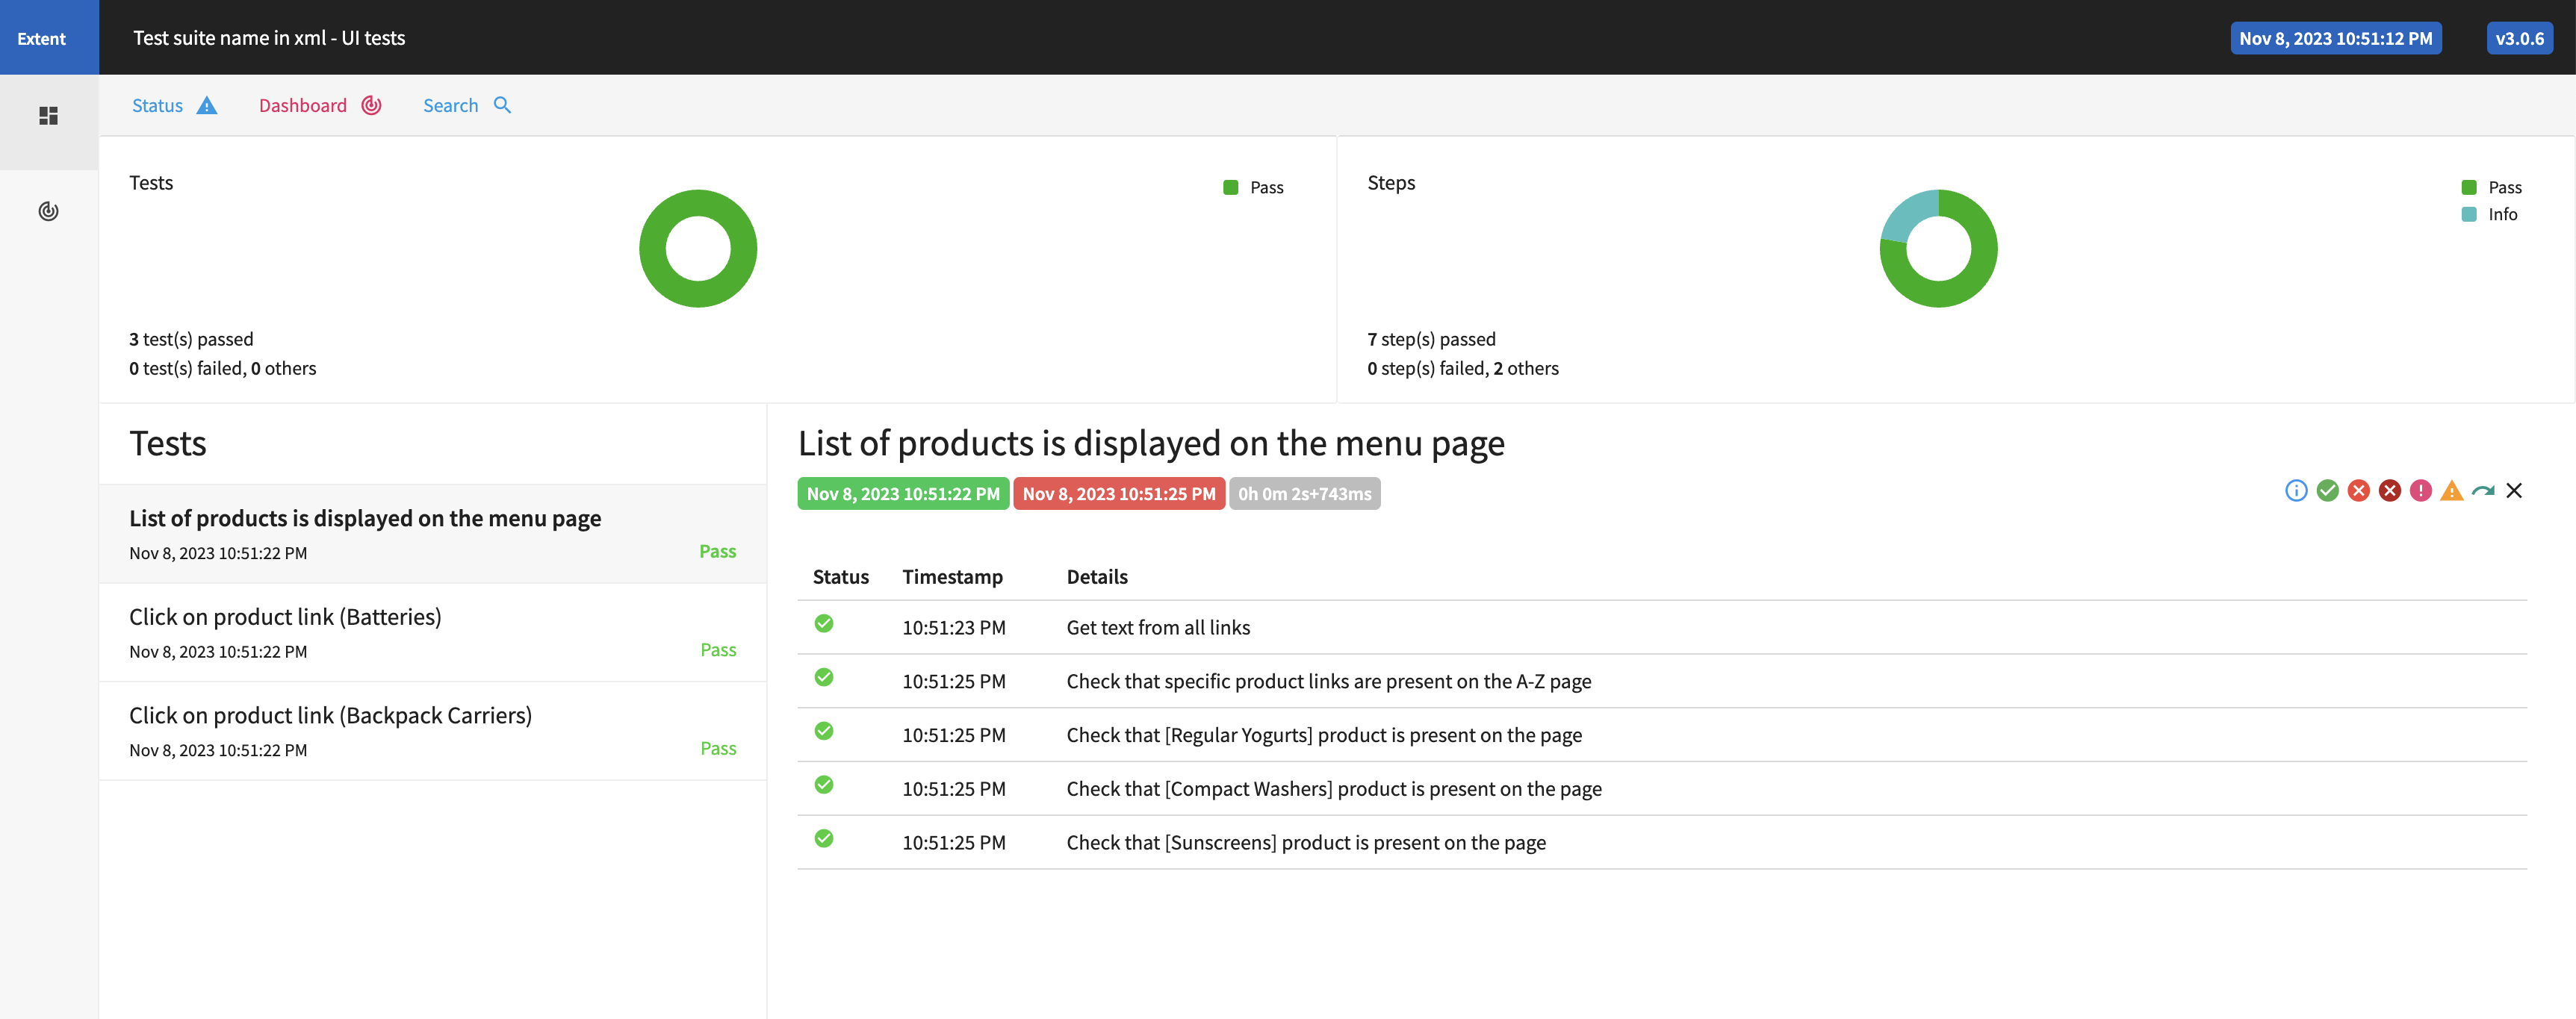 Extent
Test suite name in xml - UI tests
Nov 8, 2023 10:51:12 PM
v3.0.6
Status
Dashboard
Search
Tests
Pass
3 test(s) passed
0 test(s) failed, 0 others
Steps
Pass
Info
7 step(s) passed
0 step(s) failed, 2 others
Tests
List of products is displayed on the menu page
Nov 8, 2023 10:51:22 PM
Pass
Click on product link (Batteries)
Nov 8, 2023 10:51:22 PM
Pass
Click on product link (Backpack Carriers)
Nov 8, 2023 10:51:22 PM
Pass
List of products is displayed on the menu page
Nov 8, 2023 10:51:22 PM Nov 8, 2023 10:51:25 PM 0h 0m 2s+743ms
Status Timestamp Details
10:51:23 PM Get text from all links
10:51:25 PM Check that specific product links are present on the A-Z page
10:51:25 PM Check that [Regular Yogurts] product is present on the page
10:51:25 PM Check that [Compact Washers] product is present on the page
10:51:25 PM Check that [Sunscreens] product is present on the page